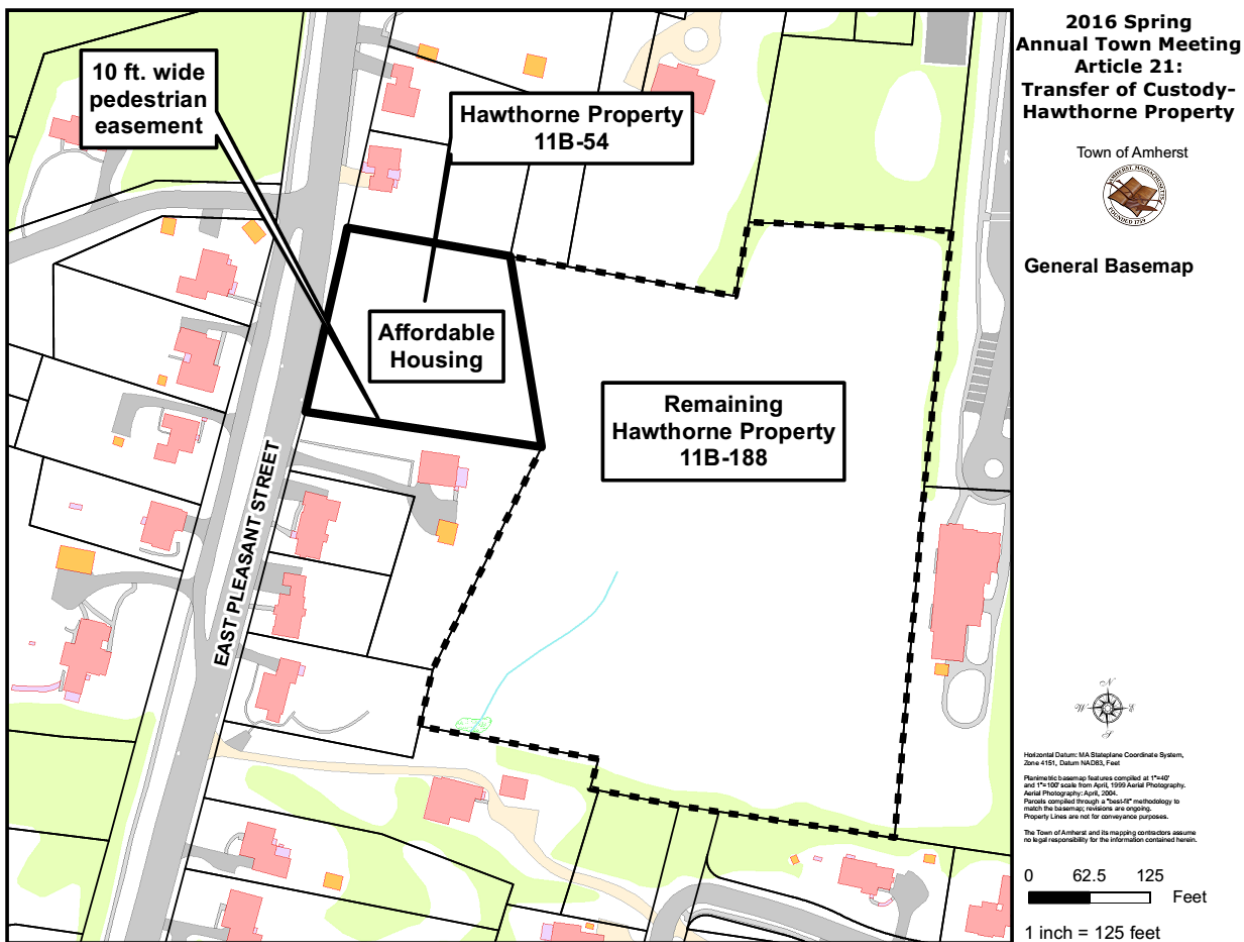 10 ft. wide
pedestrian
easement
Hawthorne Property
11B-54
Affordable
Housing
Remaining
Hawthorne Property
11B-188
EAST PLEASANT STREET
2016 Spring
Annual Town Meeting
Article 21:
Transfer of Custody-
Hawthorne Property
Town of Amherst
AMHERST, MASSACHUSETTS
FOUNDED 1759
General Basemap
N
W E
S
Horizontal Datum: MA Stateplane Coordinate System,
Zone 4151, Datum NAD83, Feet
Planimetric basemap features compiled at 1"=40'
and 1"=100' scale from April, 1999 Aerial Photography.
Aerial Photography: April, 2004.
Parcels compiled through a "best-fit" methodology to
match the basemap; revisions are ongoing.
Property Lines are not for conveyance purposes.
The Town of Amherst and its mapping contractors assume
no legal responsibility for the information contained herein.
0 62.5 125
Feet
1 inch = 125 feet